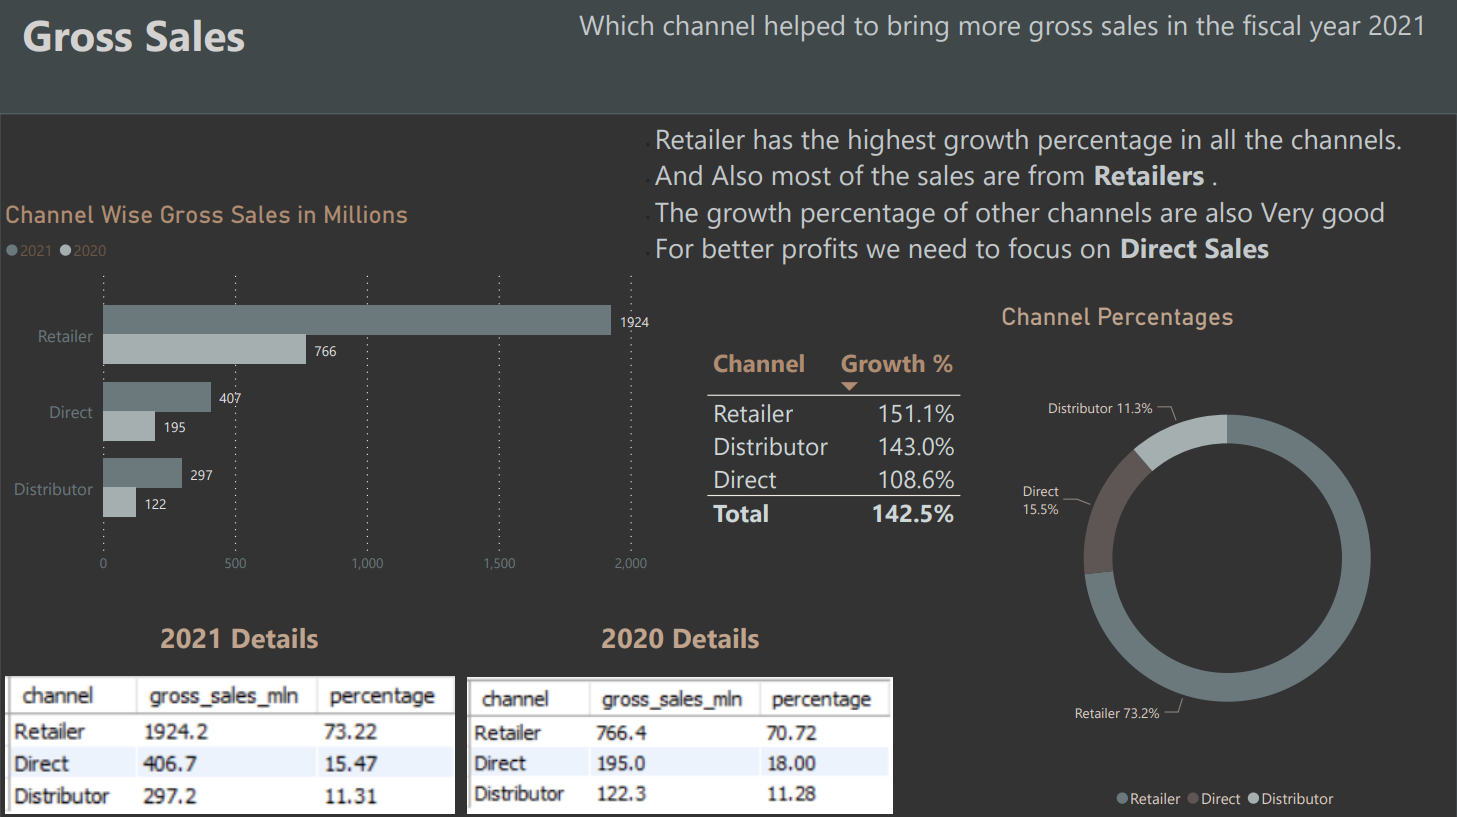 Gross Sales
Which channel helped to bring more gross sales in the fiscal year 2021
Retailer has the highest growth percentage in all the channels.
And Also most of the sales are from Retailers .
The growth percentage of other channels are also Very good
For better profits we need to focus on Direct Sales
Channel Wise Gross Sales in Millions
2021 2020
Retailer
1924
766
Direct
407
195
Distributor
297
122
0 500 1,000 1,500 2,000
Channel Growth %
Retailer 151.1%
Distributor 143.0%
Direct 108.6%
Total 142.5%
Channel Percentages
Distributor 11.3%
Direct
15.5%
Retailer 73.2%
Retailer Direct Distributor
2021 Details
channel gross_sales_mln percentage
Retailer 1924.2 73.22
Direct 406.7 15.47
Distributor 297.2 11.31
2020 Details
channel gross_sales_mln percentage
Retailer 766.4 70.72
Direct 195.0 18.00
Distributor 122.3 11.28